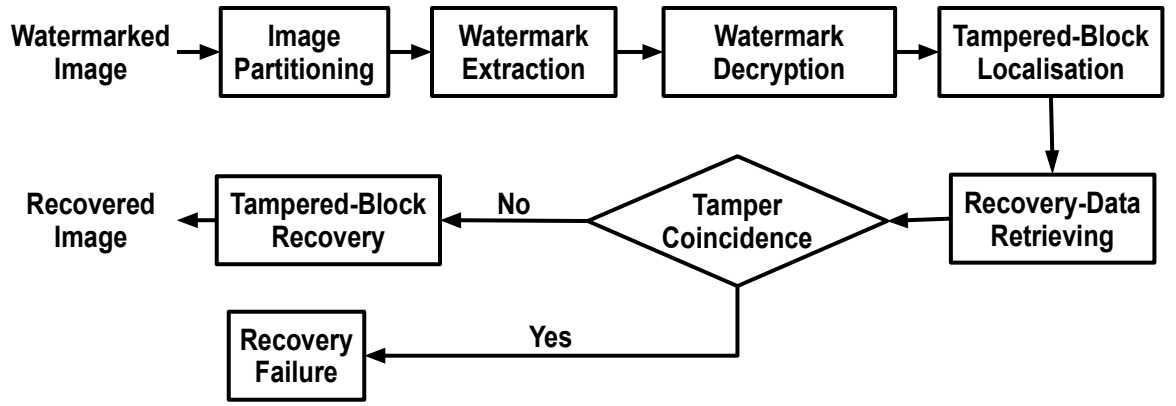 Watermarked
Image
Image
Partitioning
Watermark
Extraction
Watermark
Decryption
Tampered-Block
Localisation
Recovered
Image
Tampered-Block
Recovery
No
Tamper
Coincidence
Recovery-Data
Retrieving
Recovery
Failure
Yes